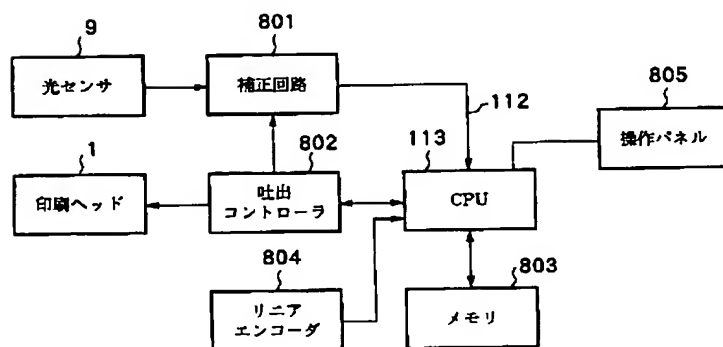 9
光センサ
801
補正回路
112
805
操作パネル
1
印刷ヘッド
802
吐出
コントローラ
113
CPU
804
リニア
エンコーダ
803
メモリ